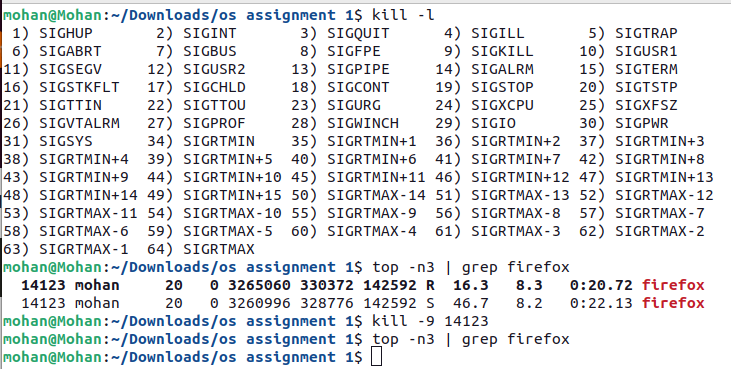 mohan@Mohan:~/Downloads/os assignment 1$ kill -l
 1) SIGHUP       2) SIGINT       3) SIGQUIT      4) SIGILL       5) SIGTRAP
 6) SIGABRT      7) SIGBUS       8) SIGFPE       9) SIGKILL     10) SIGUSR1
11) SIGSEGV     12) SIGUSR2     13) SIGPIPE     14) SIGALRM     15) SIGTERM
16) SIGSTKFLT   17) SIGCHLD     18) SIGCONT     19) SIGSTOP     20) SIGTSTP
21) SIGTTIN     22) SIGTTOU     23) SIGURG      24) SIGXCPU     25) SIGXFSZ
26) SIGVTALRM   27) SIGPROF     28) SIGWINCH    29) SIGIO       30) SIGPWR
31) SIGSYS      34) SIGRTMIN    35) SIGRTMIN+1  36) SIGRTMIN+2  37) SIGRTMIN+3
38) SIGRTMIN+4  39) SIGRTMIN+5  40) SIGRTMIN+6  41) SIGRTMIN+7  42) SIGRTMIN+8
43) SIGRTMIN+9  44) SIGRTMIN+10 45) SIGRTMIN+11 46) SIGRTMIN+12 47) SIGRTMIN+13
48) SIGRTMIN+14 49) SIGRTMIN+15 50) SIGRTMAX-14 51) SIGRTMAX-13 52) SIGRTMAX-12
53) SIGRTMAX-11 54) SIGRTMAX-10 55) SIGRTMAX-9  56) SIGRTMAX-8  57) SIGRTMAX-7
58) SIGRTMAX-6  59) SIGRTMAX-5  60) SIGRTMAX-4  61) SIGRTMAX-3  62) SIGRTMAX-2
63) SIGRTMAX-1  64) SIGRTMAX
mohan@Mohan:~/Downloads/os assignment 1$ top -n3 | grep firefox
  14123 mohan     20   0 3265060 330372 142592 R  16.3   8.3   0:20.72 firefox
  14123 mohan     20   0 3260996 328776 142592 S  46.7   8.2   0:22.13 firefox
mohan@Mohan:~/Downloads/os assignment 1$ kill -9 14123
mohan@Mohan:~/Downloads/os assignment 1$ top -n3 | grep firefox
mohan@Mohan:~/Downloads/os assignment 1$